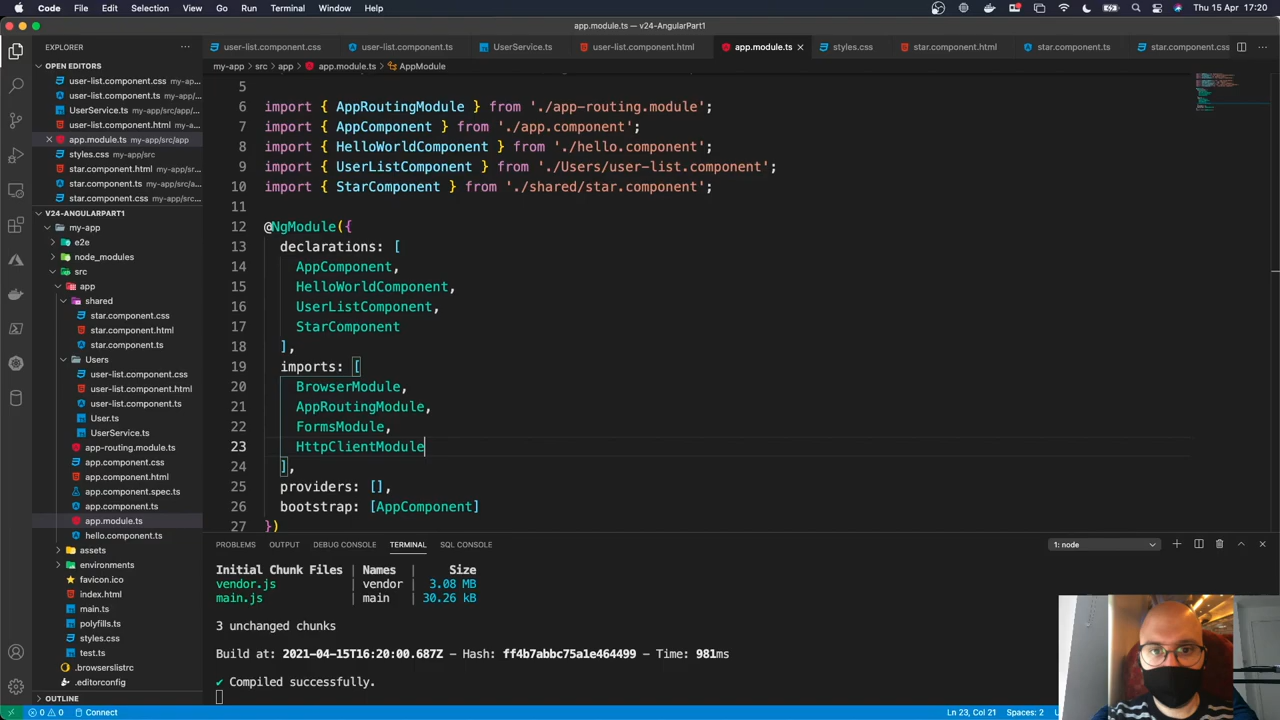 Code File Edit Selection View Go Run Terminal Window Help Thu 15 Apr 17:20
app.module.ts — v24-AngularPart1
EXPLORER
user-list.component.css user-list.component.ts UserService.ts user-list.component.html app.module.ts styles.css star.component.html star.component.ts star.component.css
my-app › src › app › app.module.ts › AppModule
OPEN EDITORS
user-list.component.css my-ap...
user-list.component.ts my-app...
UserService.ts my-app/src/app/...
user-list.component.html my-a...
app.module.ts my-app/src/app
styles.css my-app/src
star.component.html my-app/sr...
star.component.ts my-app/src/a...
star.component.css my-app/src/...
V24-ANGULARPART1
my-app
e2e
node_modules
src
app
shared
star.component.css
star.component.html
star.component.ts
Users
user-list.component.css
user-list.component.html
user-list.component.ts
User.ts
UserService.ts
app-routing.module.ts
app.component.css
app.component.html
app.component.spec.ts
app.component.ts
app.module.ts
hello.component.ts
assets
environments
favicon.ico
index.html
main.ts
polyfills.ts
styles.css
test.ts
.browserslistrc
.editorconfig
OUTLINE
5
6 import { AppRoutingModule } from './app-routing.module';
7 import { AppComponent } from './app.component';
8 import { HelloWorldComponent } from './hello.component';
9 import { UserListComponent } from './Users/user-list.component';
10 import { StarComponent } from './shared/star.component';
11
12 @NgModule({
13 declarations: [
14 AppComponent,
15 HelloWorldComponent,
16 UserListComponent,
17 StarComponent
18 ],
19 imports: [
20 BrowserModule,
21 AppRoutingModule,
22 FormsModule,
23 HttpClientModule
24 ],
25 providers: [],
26 bootstrap: [AppComponent]
27 })
PROBLEMS OUTPUT DEBUG CONSOLE TERMINAL SQL CONSOLE 1: node
Initial Chunk Files | Names | Size
vendor.js | vendor | 3.08 MB
main.js | main | 30.26 kB
3 unchanged chunks
Build at: 2021-04-15T16:20:00.687Z - Hash: ff4b7abbc75a1e464499 - Time: 981ms
✔ Compiled successfully.
0 0 Connect Ln 23, Col 21 Spaces: 2